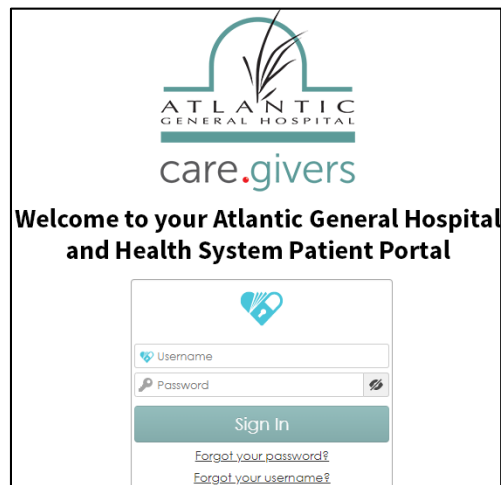 ATLANTIC
GENERAL HOSPITAL
care.givers
Welcome to your Atlantic General Hospital
and Health System Patient Portal
Username
Password
Sign In
Forgot your password?
Forgot your username?